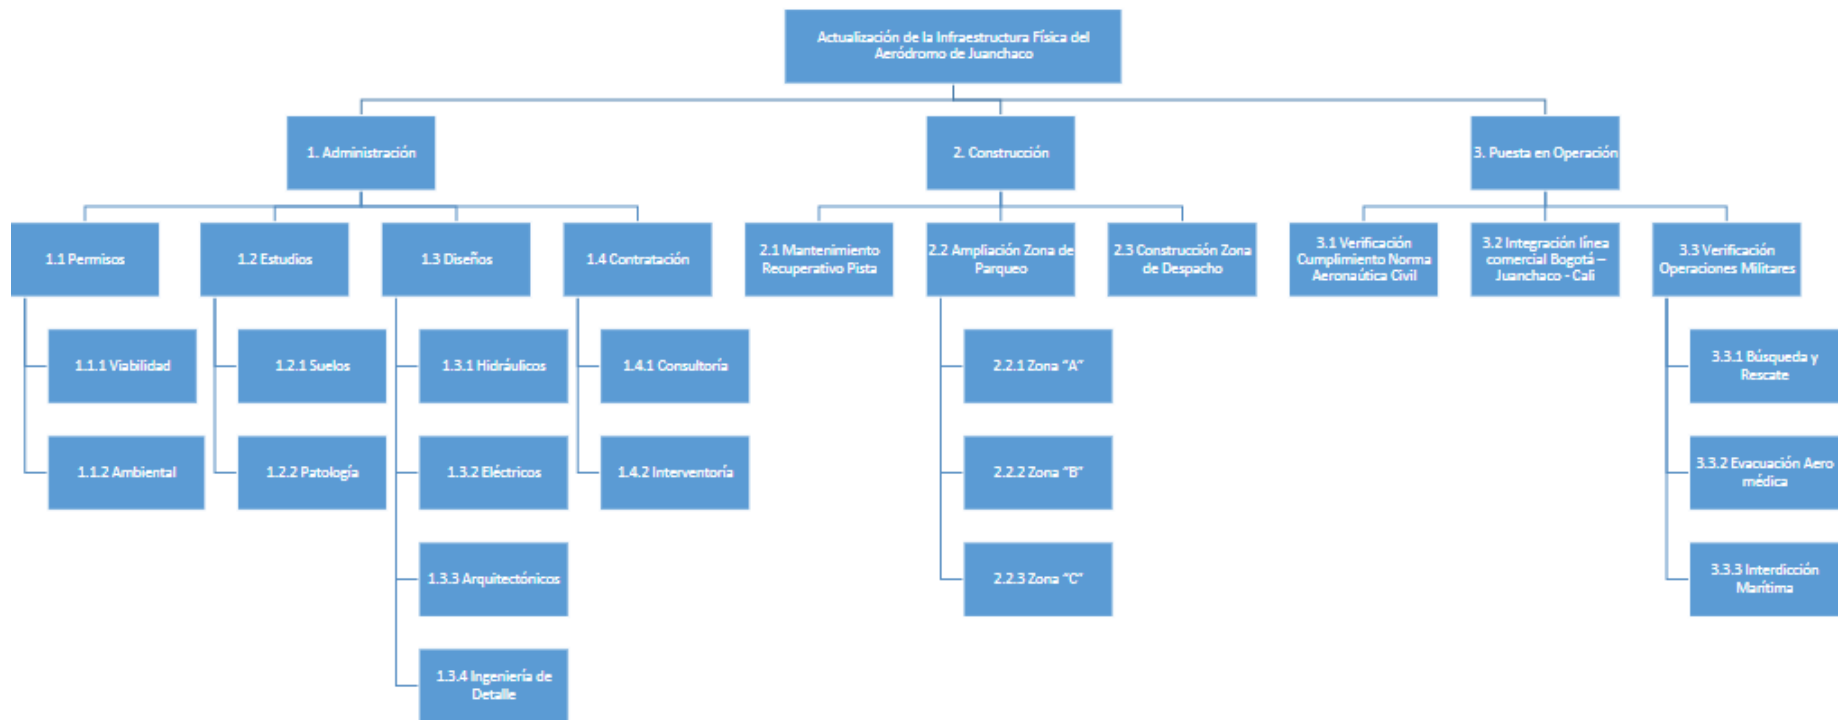 Actualización de la Infraestructura Física del
Aeródromo de Juanchaco
1. Administración
2. Construcción
3. Puesta en Operación
1.1 Permisos
1.2 Estudios
1.3 Diseños
1.4 Contratación
2.1 Mantenimiento
Recuperativo Pista
2.2 Ampliación Zona de
Parqueo
2.3 Construcción Zona
de Despacho
3.1 Verificación
Cumplimiento Norma
Aeronaútica Civil
3.2 Integración línea
comercial Bogotá –
Juanchaco - Cali
3.3 Verificación
Operaciones Militares
1.1.1 Viabilidad
1.2.1 Suelos
1.3.1 Hidráulicos
1.4.1 Consultoría
2.2.1 Zona “A”
3.3.1 Búsqueda y
Rescate
1.1.2 Ambiental
1.2.2 Patología
1.3.2 Eléctricos
1.4.2 Interventoría
2.2.2 Zona “B”
3.3.2 Evacuación Aero
médica
1.3.3 Arquitectónicos
2.2.3 Zona “C”
3.3.3 Interdicción
Marítima
1.3.4 Ingeniería de
Detalle